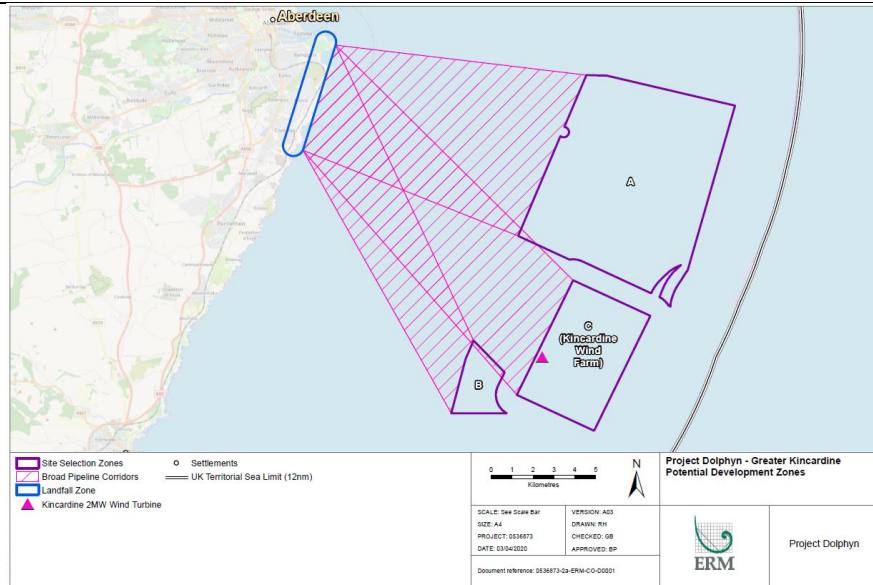 Aberdeen
A
C
(Kincardine
Wind
Farm)
B
Portlethen
Site Selection Zones
Broad Pipeline Corridors
Landfall Zone
Kincardine 2MW Wind Turbine
Settlements
UK Territorial Sea Limit (12nm)
0 1 2 3 4 5
Kilometres
N
SCALE: See Scale Bar
VERSION: A03
SIZE: A4
DRAWN: RH
PROJECT: 0536873
CHECKED: GB
DATE: 03/04/2020
APPROVED: BP
Document reference: 0536873-2a-ERM-CO-D0001
Project Dolphyn - Greater Kincardine
Potential Development Zones
ERM
Project Dolphyn